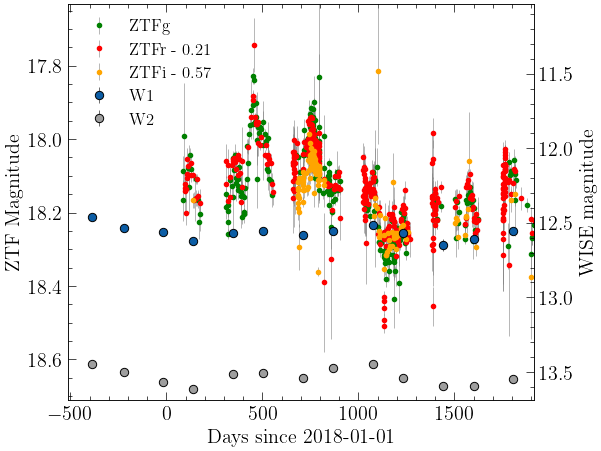 ZTFg
ZTFr - 0.21
ZTFi - 0.57
W1
W2
17.8
18.0
18.2
18.4
18.6
11.5
12.0
12.5
13.0
13.5
ZTF Magnitude
WISE magnitude
−500 0 500 1000 1500
Days since 2018-01-01